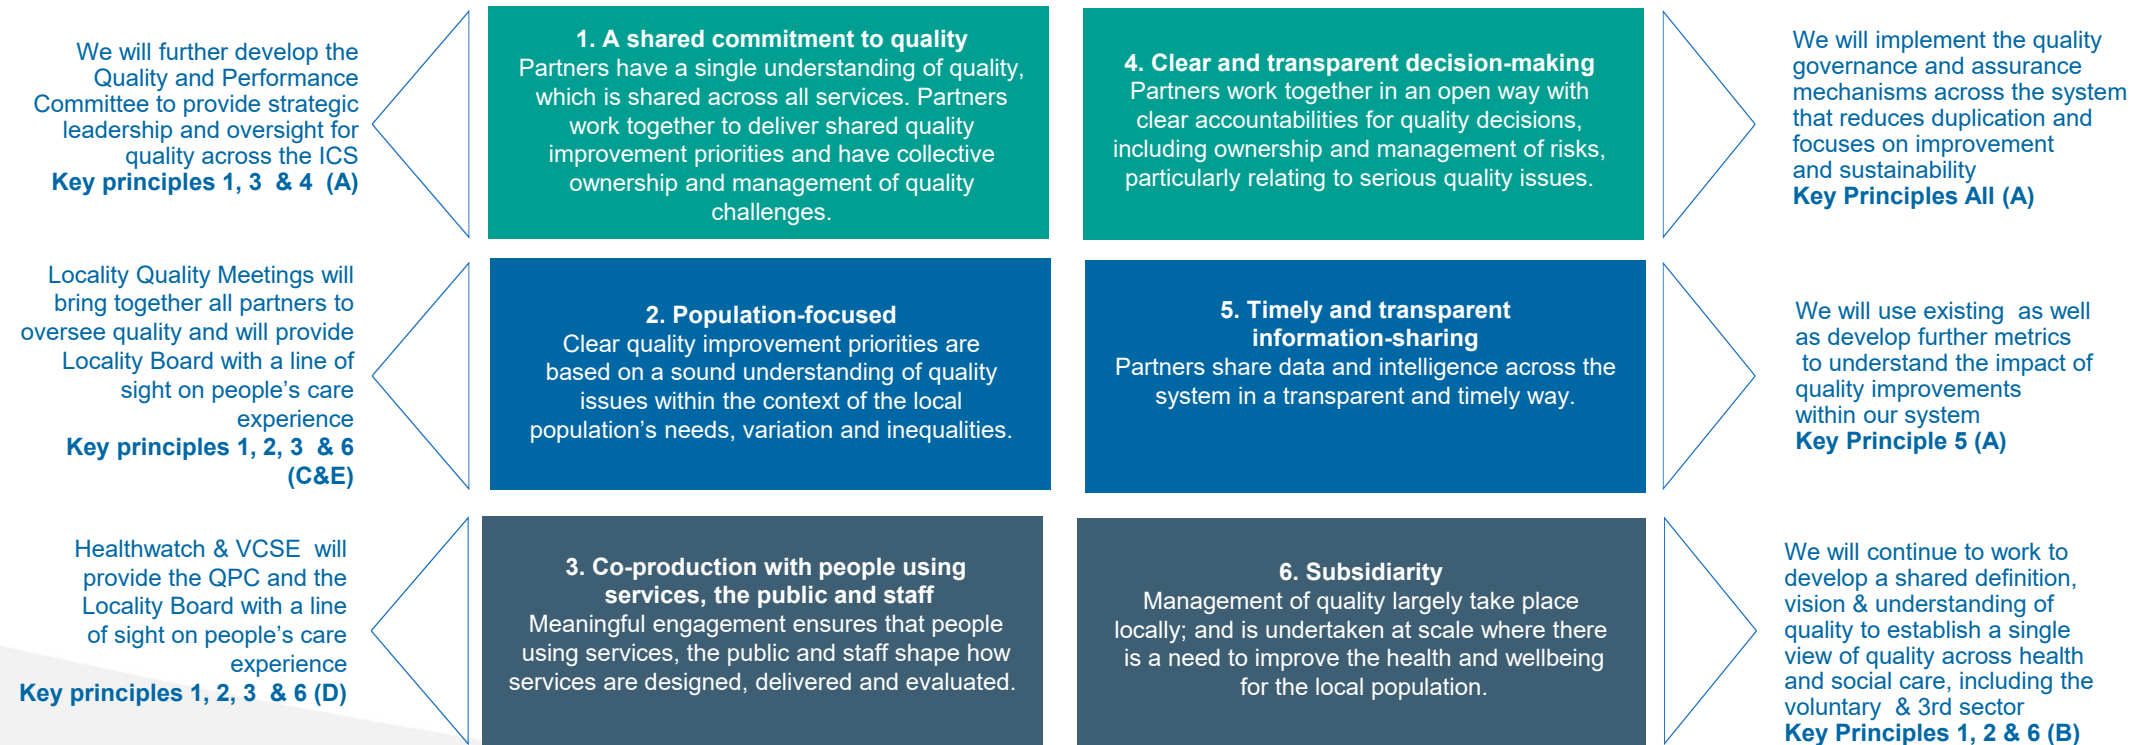 We will further develop the
Quality and Performance
Committee to provide strategic
leadership and oversight for
quality across the ICS
Key principles 1, 3 & 4 (A)
1. A shared commitment to quality
Partners have a single understanding of quality,
which is shared across all services. Partners
work together to deliver shared quality
improvement priorities and have collective
ownership and management of quality
challenges.
4. Clear and transparent decision-making
Partners work together in an open way with
clear accountabilities for quality decisions,
including ownership and management of risks,
particularly relating to serious quality issues.
We will implement the quality
governance and assurance
mechanisms across the system
that reduces duplication and
focuses on improvement
and sustainability
Key Principles All (A)
Locality Quality Meetings will
bring together all partners to
oversee quality and will provide
Locality Board with a line of
sight on people’s care
experience
Key principles 1, 2, 3 & 6
(C&E)
2. Population-focused
Clear quality improvement priorities are
based on a sound understanding of quality
issues within the context of the local
population’s needs, variation and inequalities.
5. Timely and transparent
information-sharing
Partners share data and intelligence across the
system in a transparent and timely way.
We will use existing as well
as develop further metrics
to understand the impact of
quality improvements
within our system
Key Principle 5 (A)
Healthwatch & VCSE will
provide the QPC and the
Locality Board with a line
of sight on people’s care
experience
Key principles 1, 2, 3 & 6 (D)
3. Co-production with people using
services, the public and staff
Meaningful engagement ensures that people
using services, the public and staff shape how
services are designed, delivered and evaluated.
6. Subsidiarity
Management of quality largely take place
locally; and is undertaken at scale where there
is a need to improve the health and wellbeing
for the local population.
We will continue to work to
develop a shared definition,
vision & understanding of
quality to establish a single
view of quality across health
and social care, including the
voluntary & 3rd sector
Key Principles 1, 2 & 6 (B)